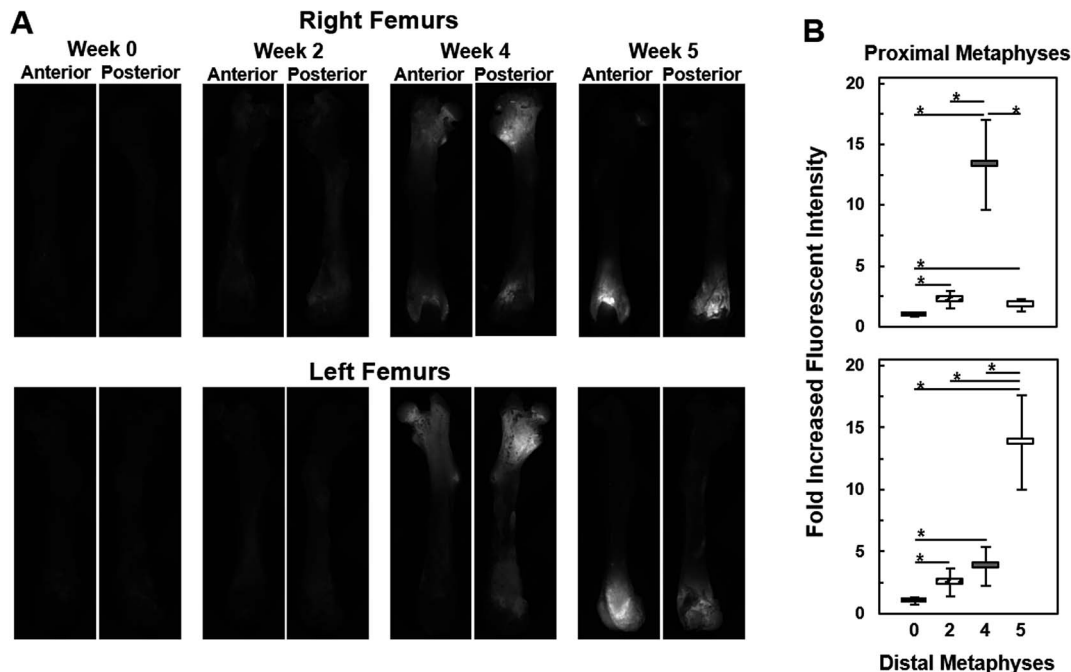 A
Right Femurs
Week 0 Week 2 Week 4 Week 5
Anterior Posterior Anterior Posterior Anterior Posterior Anterior Posterior
Left Femurs
B
Proximal Metaphyses
Fold Increased Fluorescent Intensity
20
15
10
5
0
* * *
*
*
20
15
10
5
0
* * *
*
*
0 2 4 5
Distal Metaphyses